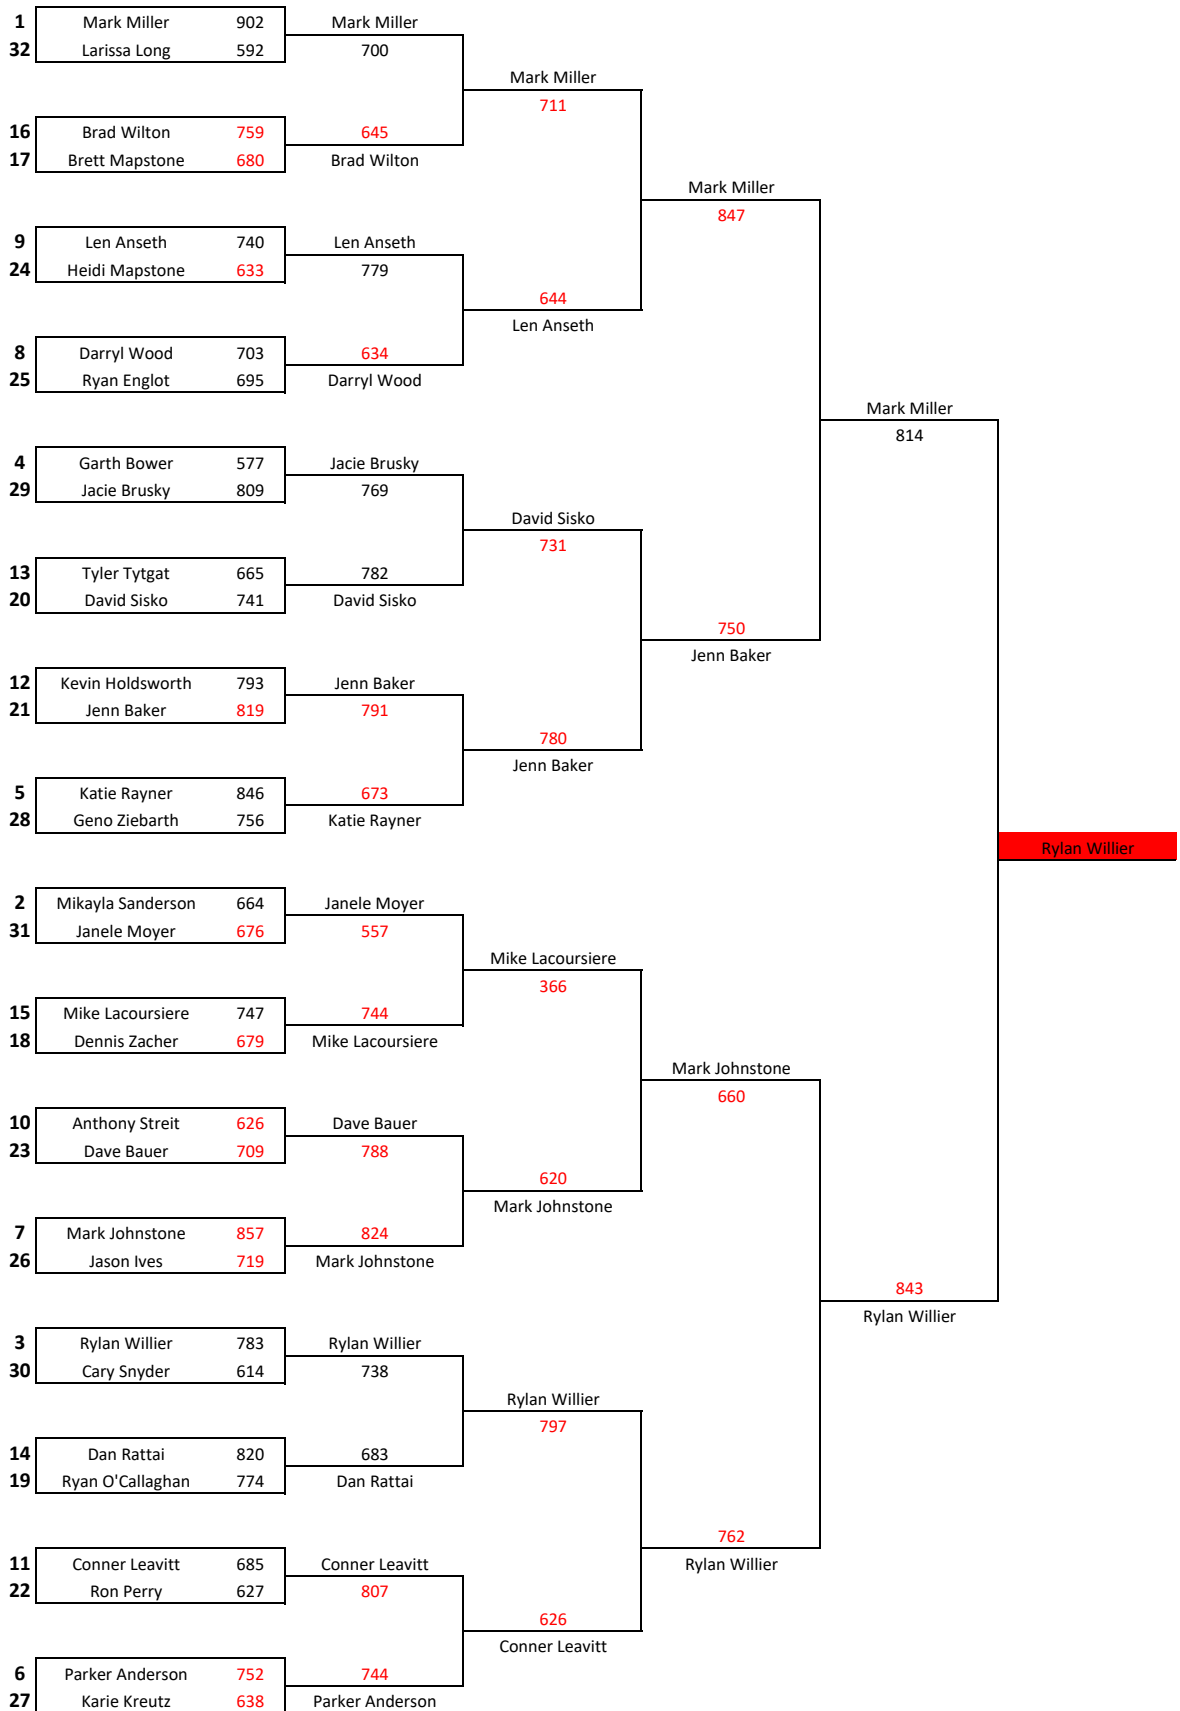 1 Mark Miller 902 Mark Miller
32 Larissa Long 592 700
Mark Miller
711
16 Brad Wilton 759 645
17 Brett Mapstone 680 Brad Wilton
Mark Miller
847
9 Len Anseth 740 Len Anseth
24 Heidi Mapstone 633 779
644
Len Anseth
8 Darryl Wood 703 634
25 Ryan Englot 695 Darryl Wood
Mark Miller
814
4 Garth Bower 577 Jacie Brusky
29 Jacie Brusky 809 769
David Sisko
731
13 Tyler Tytgat 665 782
20 David Sisko 741 David Sisko
750
Jenn Baker
12 Kevin Holdsworth 793 Jenn Baker
21 Jenn Baker 819 791
780
Jenn Baker
5 Katie Rayner 846 673
28 Geno Ziebarth 756 Katie Rayner
Rylan Willier
2 Mikayla Sanderson 664 Janele Moyer
31 Janele Moyer 676 557
Mike Lacoursiere
366
15 Mike Lacoursiere 747 744
18 Dennis Zacher 679 Mike Lacoursiere
Mark Johnstone
660
10 Anthony Streit 626 Dave Bauer
23 Dave Bauer 709 788
620
Mark Johnstone
7 Mark Johnstone 857 824
26 Jason Ives 719 Mark Johnstone
843
Rylan Willier
3 Rylan Willier 783 Rylan Willier
30 Cary Snyder 614 738
Rylan Willier
797
14 Dan Rattai 820 683
19 Ryan O'Callaghan 774 Dan Rattai
762
Rylan Willier
11 Conner Leavitt 685 Conner Leavitt
22 Ron Perry 627 807
626
Conner Leavitt
6 Parker Anderson 752 744
27 Karie Kreutz 638 Parker Anderson